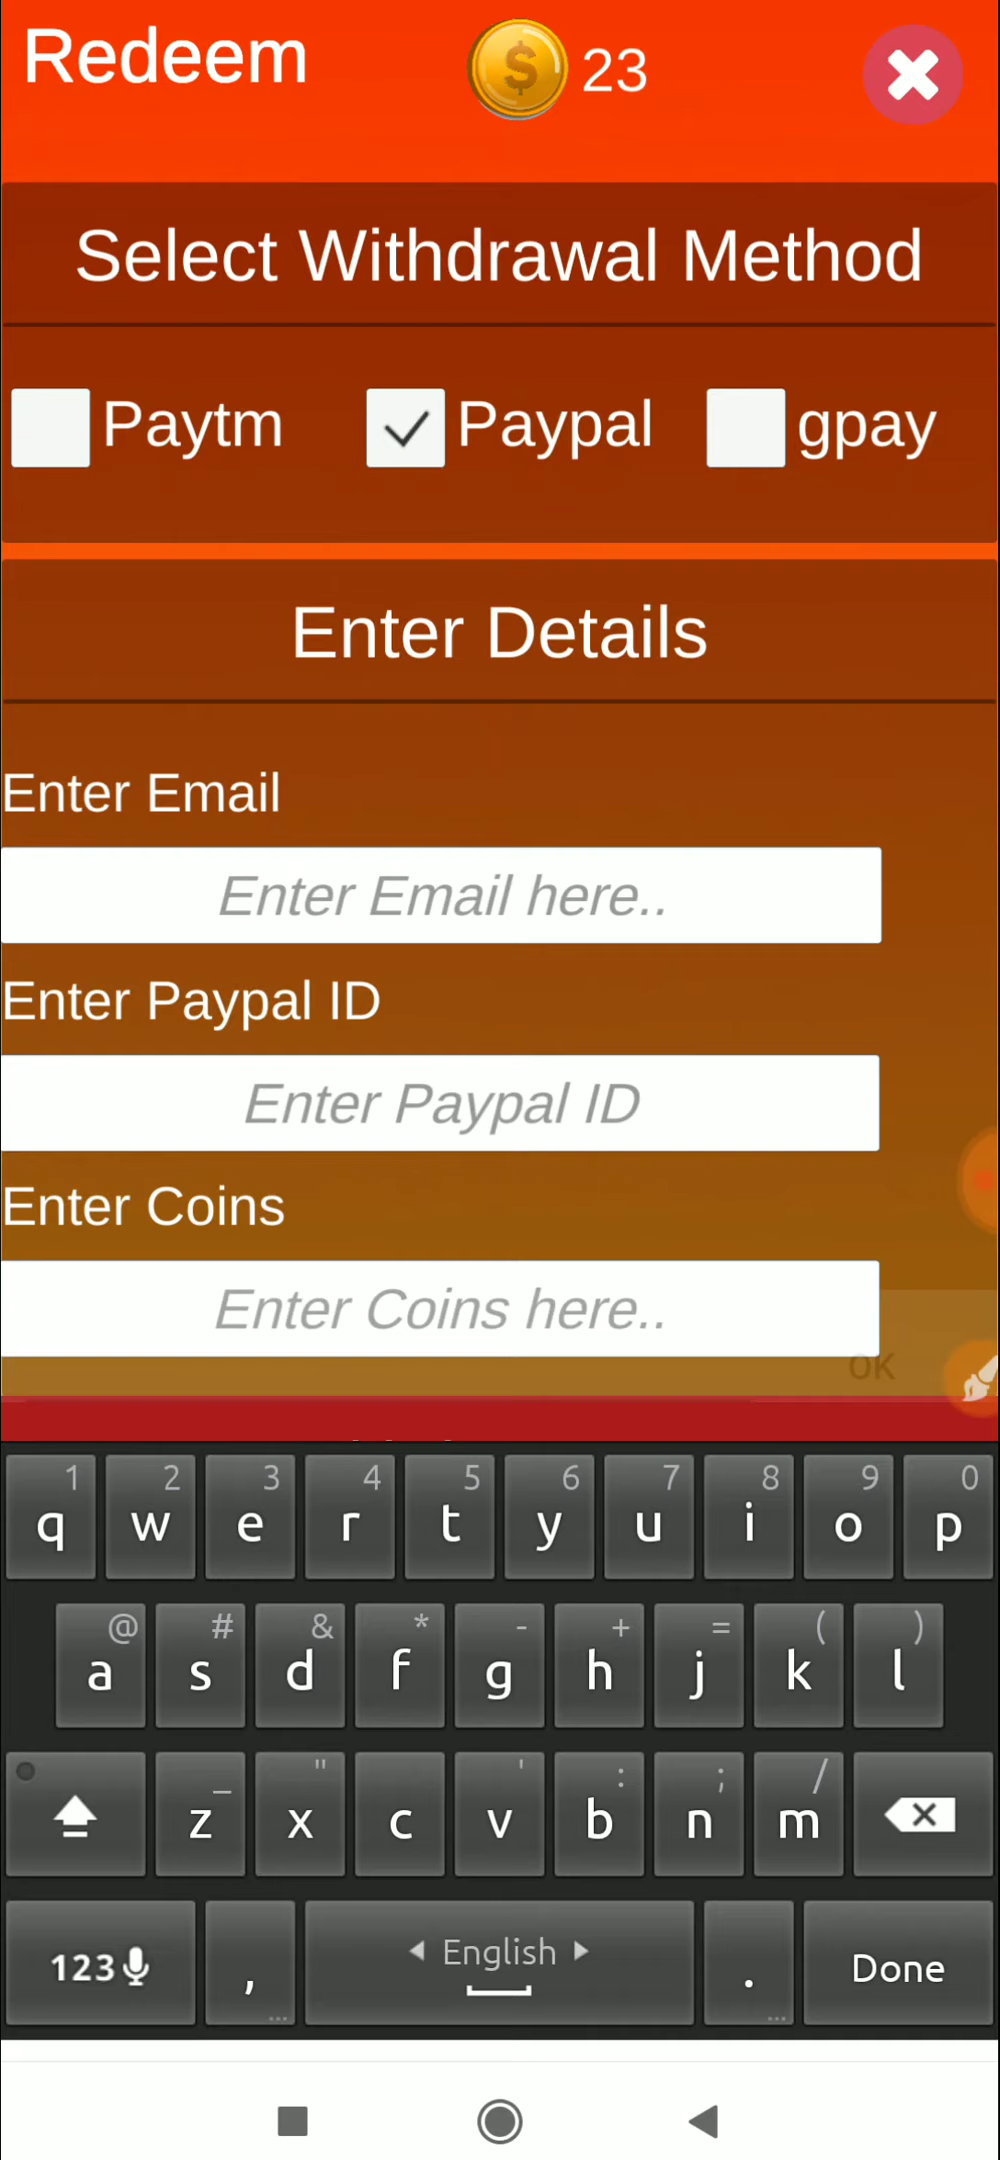 Redeem
$ 23
Select Withdrawal Method
Paytm Paypal gpay
Enter Details
Enter Email
Enter Email here..
Enter Paypal ID
Enter Paypal ID
Enter Coins
Enter Coins here..
OK
1 2 3 4 5 6 7 8 9 0
q w e r t y u i o p
@ # & * - + = ( )
a s d f g h j k l
_ " ' : ; /
z x c v b n m
123 , English . Done
... ...